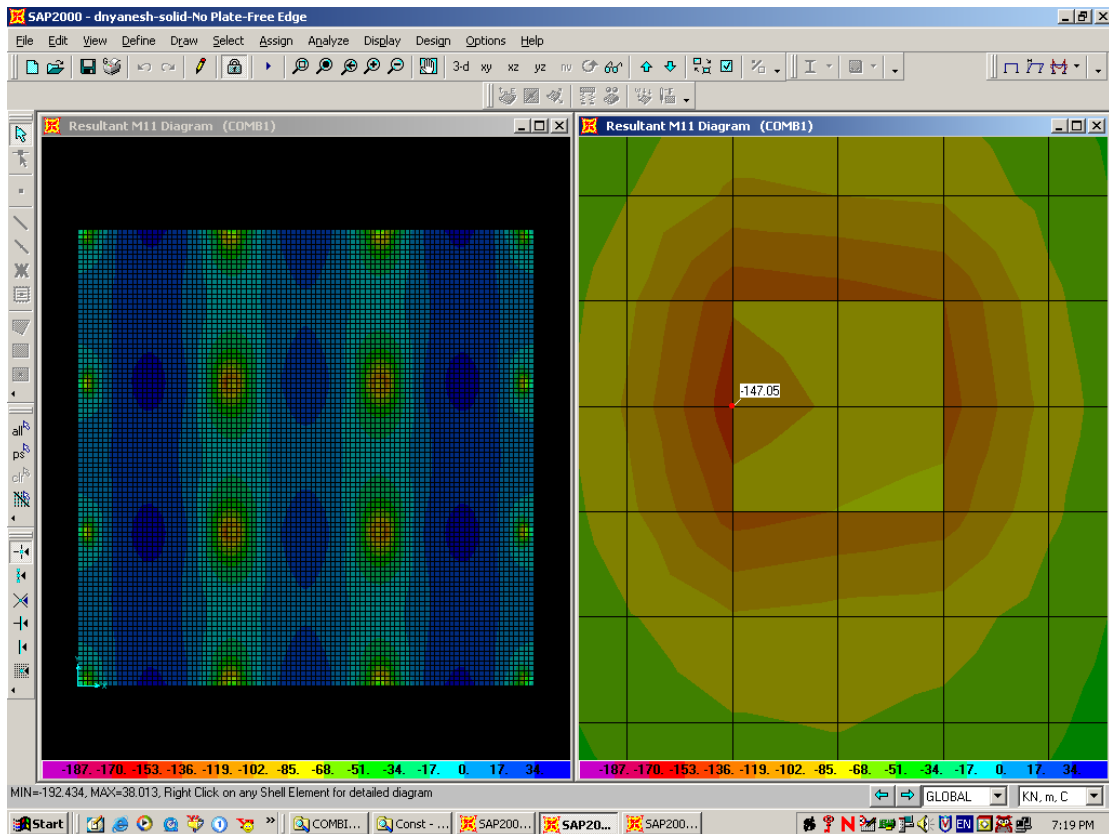 SAP2000 - dnyanesh-solid-No Plate-Free Edge
File Edit View Define Draw Select Assign Analyze Display Design Options Help
3-d xy xz yz nv
Resultant M11 Diagram (COMB1)
Resultant M11 Diagram (COMB1)
all
ps
clr
-147.05
Y
X
-187. -170. -153. -136. -119. -102. -85. -68. -51. -34. -17. 0. 17. 34
-187. -170. -153. -136. -119. -102. -85. -68. -51. -34. -17. 0. 17. 34
MIN=-192.434, MAX=38.013, Right Click on any Shell Element for detailed diagram
GLOBAL
KN, m, C
Start
»
COMBI...
Const - ...
SAP200...
SAP20...
SAP200...
EN
7:19 PM